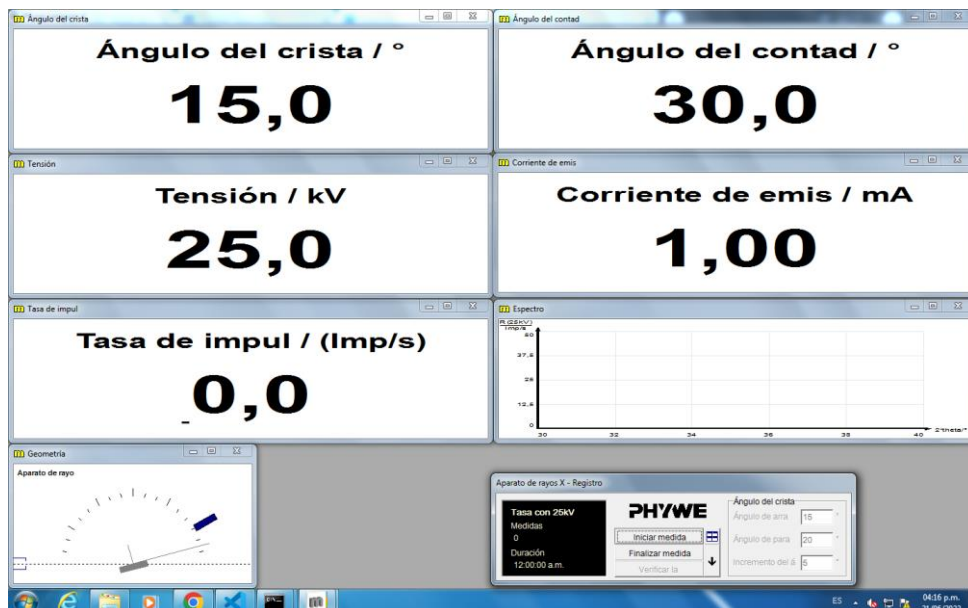 Ángulo del crista
Ángulo del crista / °
15,0
Ángulo del contad
Ángulo del contad / °
30,0
Tensión
Tensión / kV
25,0
Corriente de emis
Corriente de emis / mA
1,00
Tasa de impul
Tasa de impul / (Imp/s)
0,0
Espectro
R (25kV)
Imp/s
50
37,5
25
12,5
0
30 32 34 36 38 40
Geometría
Aparato de rayo
Aparato de rayos X - Registro
Tasa con 25kV
Medidas
0
Duración
12:00:00 a.m.
PHYWE
Iniciar medida
Finalizar medida
Verificar la
Ángulo del crista
Ángulo de arra 15 °
Ángulo de para 20 °
Incremento del á 5 °
ES
04:16 p.m.